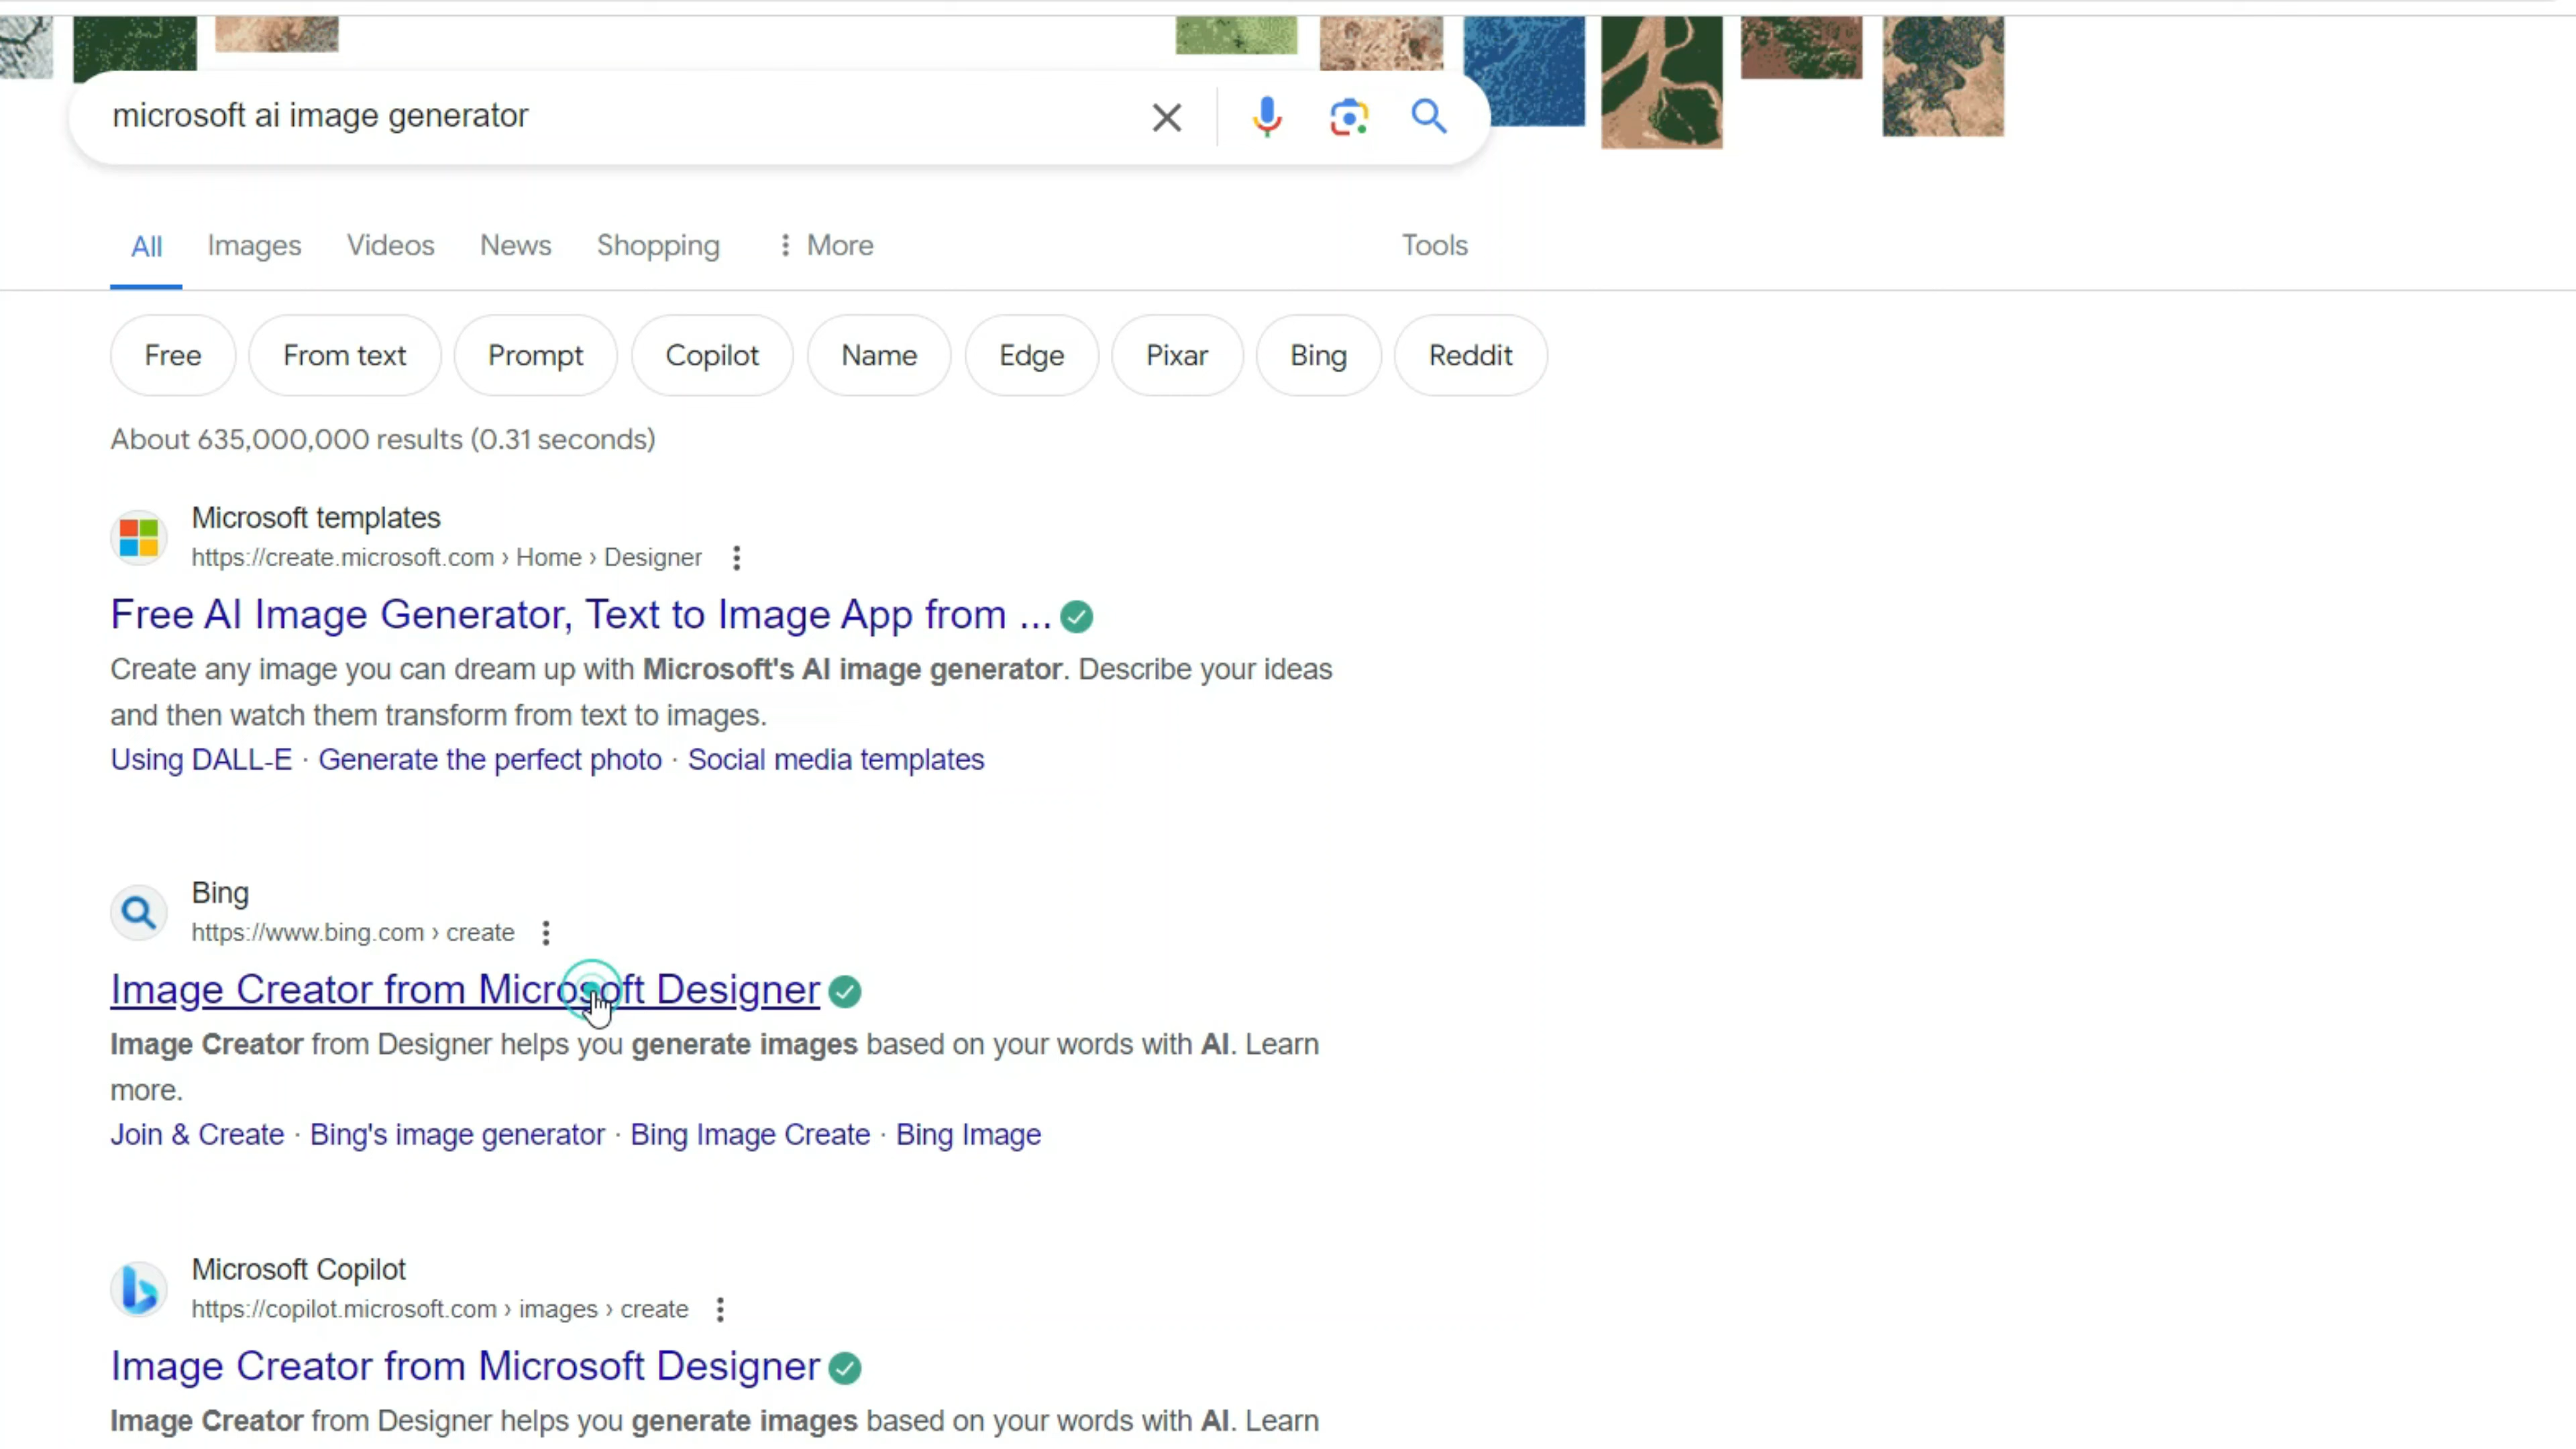 microsoft ai image generator
All Images Videos News Shopping More Tools
Free From text Prompt Copilot Name Edge Pixar Bing Reddit
About 635,000,000 results (0.31 seconds)
Microsoft templates
https://create.microsoft.com › Home › Designer
Free AI Image Generator, Text to Image App from ...
Create any image you can dream up with Microsoft's AI image generator. Describe your ideas
and then watch them transform from text to images.
Using DALL-E · Generate the perfect photo · Social media templates
Bing
https://www.bing.com › create
Image Creator from Microsoft Designer
Image Creator from Designer helps you generate images based on your words with AI. Learn
more.
Join & Create · Bing's image generator · Bing Image Create · Bing Image
Microsoft Copilot
https://copilot.microsoft.com › images › create
Image Creator from Microsoft Designer
Image Creator from Designer helps you generate images based on your words with AI. Learn